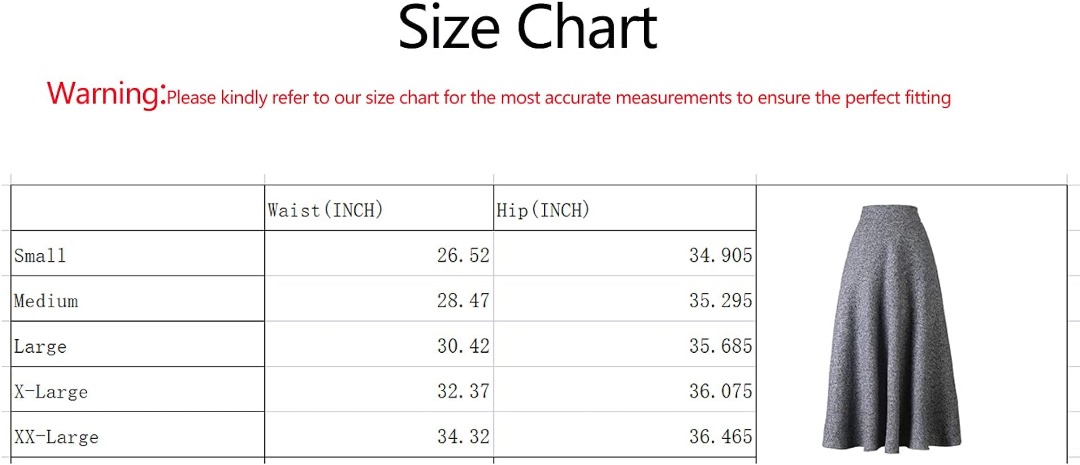 Size Chart
Warning:Please kindly refer to our size chart for the most accurate measurements to ensure the perfect fitting
Waist(INCH) Hip(INCH)
Small 26.52 34.905
Medium 28.47 35.295
Large 30.42 35.685
X-Large 32.37 36.075
XX-Large 34.32 36.465